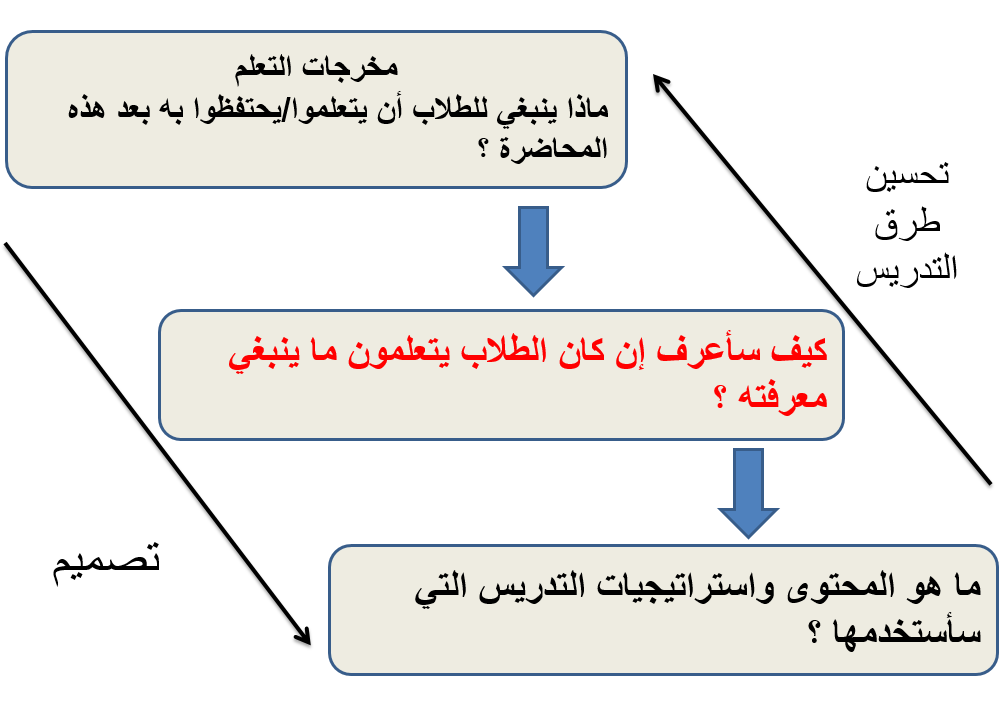 مخرجات التعلم
ماذا ينبغي للطلاب أن يتعلموا/يحتفظوا به بعد هذه
المحاضرة ؟
تحسين
طرق
التدريس
كيف سأعرف إن كان الطلاب يتعلمون ما ينبغي
معرفته ؟
تصميم
ما هو المحتوى واستراتيجيات التدريس التي
سأستخدمها ؟